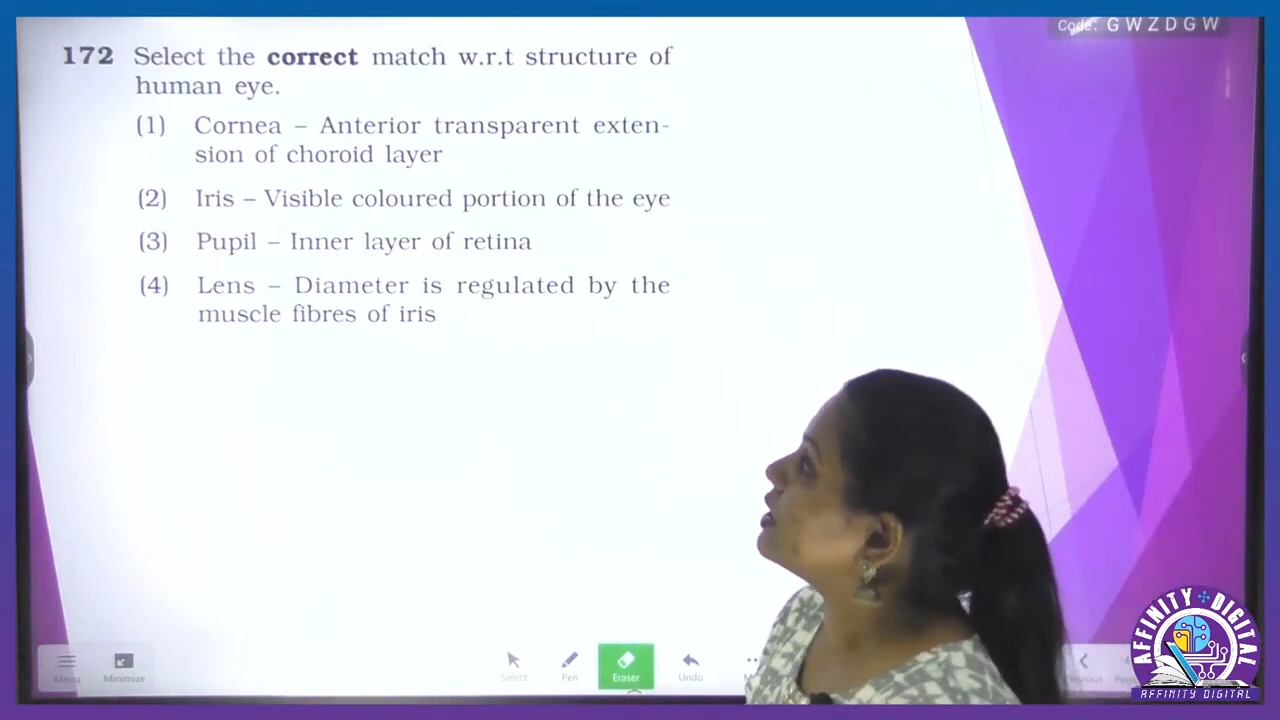 Code: G W Z D G W
172 Select the correct match w.r.t structure of
human eye.
(1) Cornea – Anterior transparent exten-
sion of choroid layer
(2) Iris – Visible coloured portion of the eye
(3) Pupil – Inner layer of retina
(4) Lens – Diameter is regulated by the
muscle fibres of iris
Menu
Minimize
Select
Pen
Eraser
Undo
AFFINITY DIGITAL
AFFINITY DIGITAL